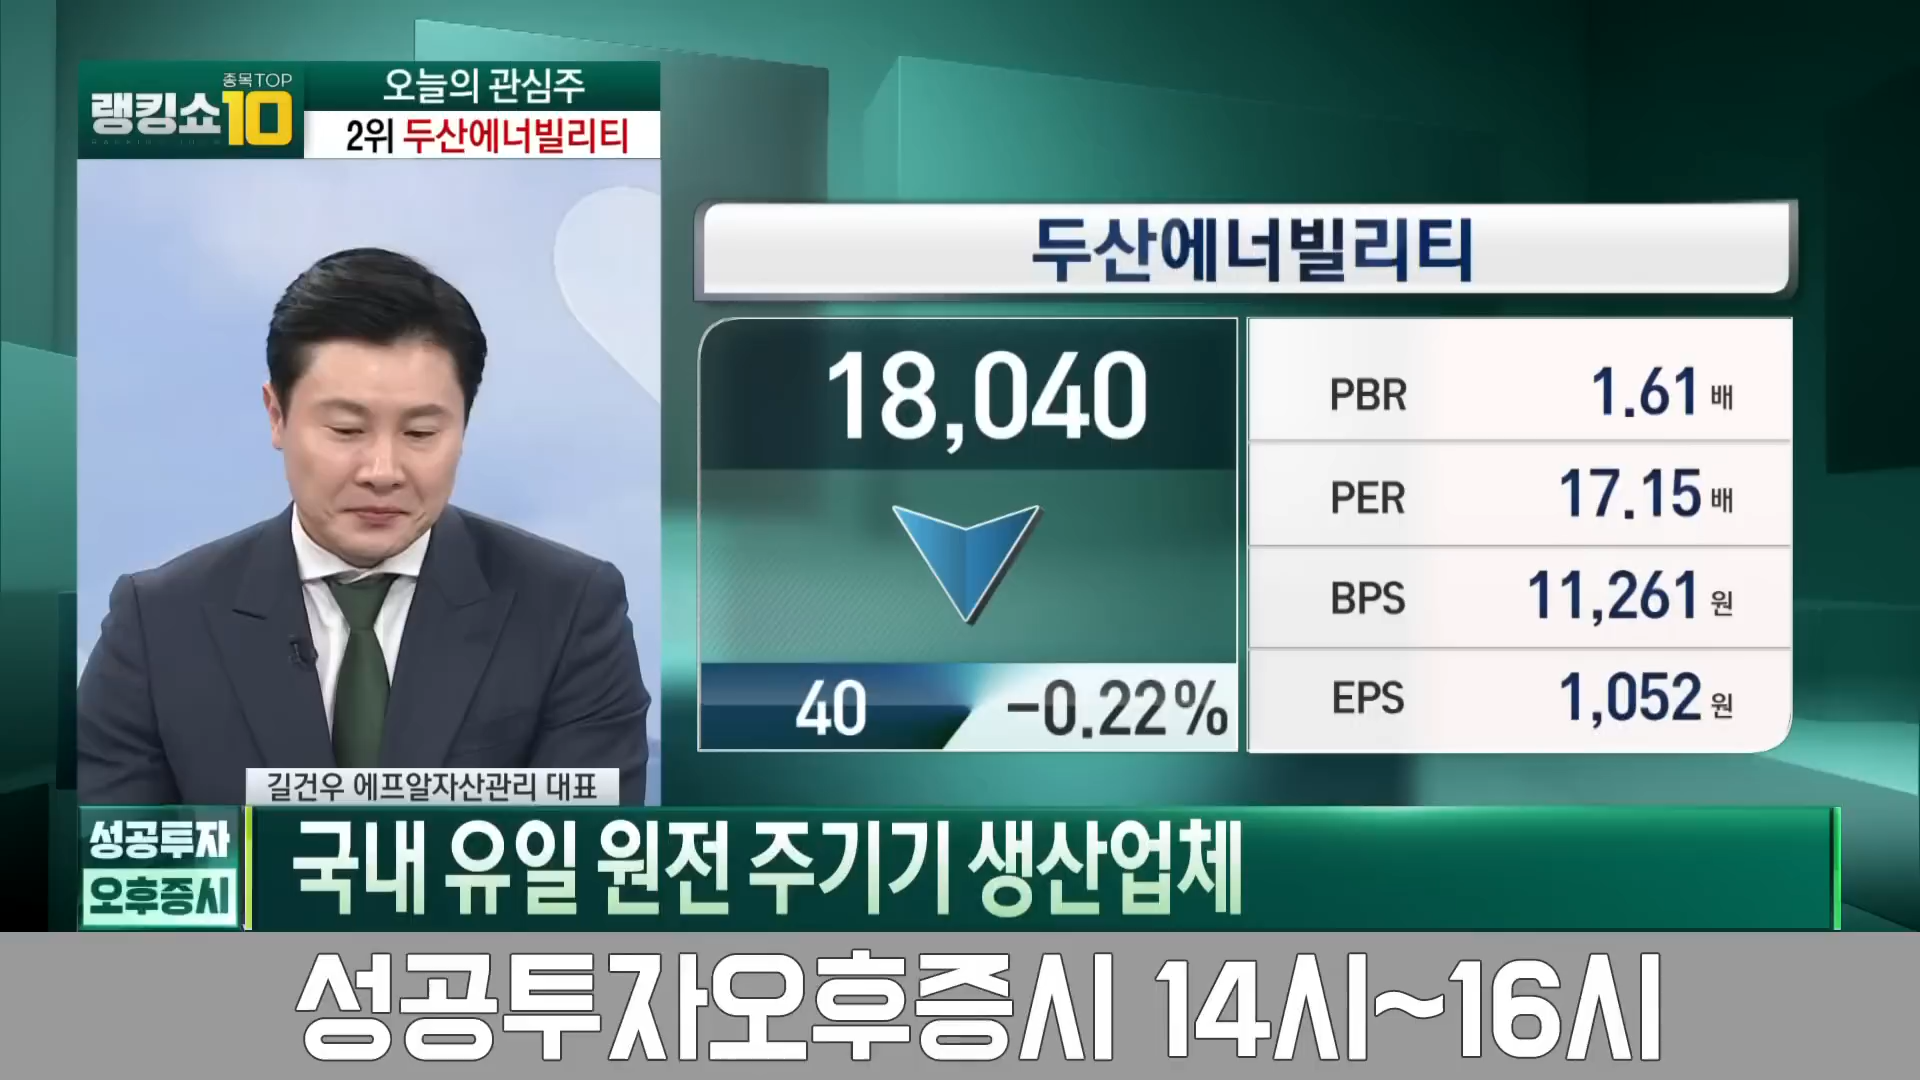 종목TOP
랭킹쇼10
오늘의 관심주
2위 두산에너빌리티
두산에너빌리티
18,040
40 -0.22%
PBR 1.61 배
PER 17.15 배
BPS 11,261 원
EPS 1,052 원
길건우 에프알자산관리 대표
성공투자
오후증시
국내 유일 원전 주기기 생산업체
성공투자오후증시 14시~16시